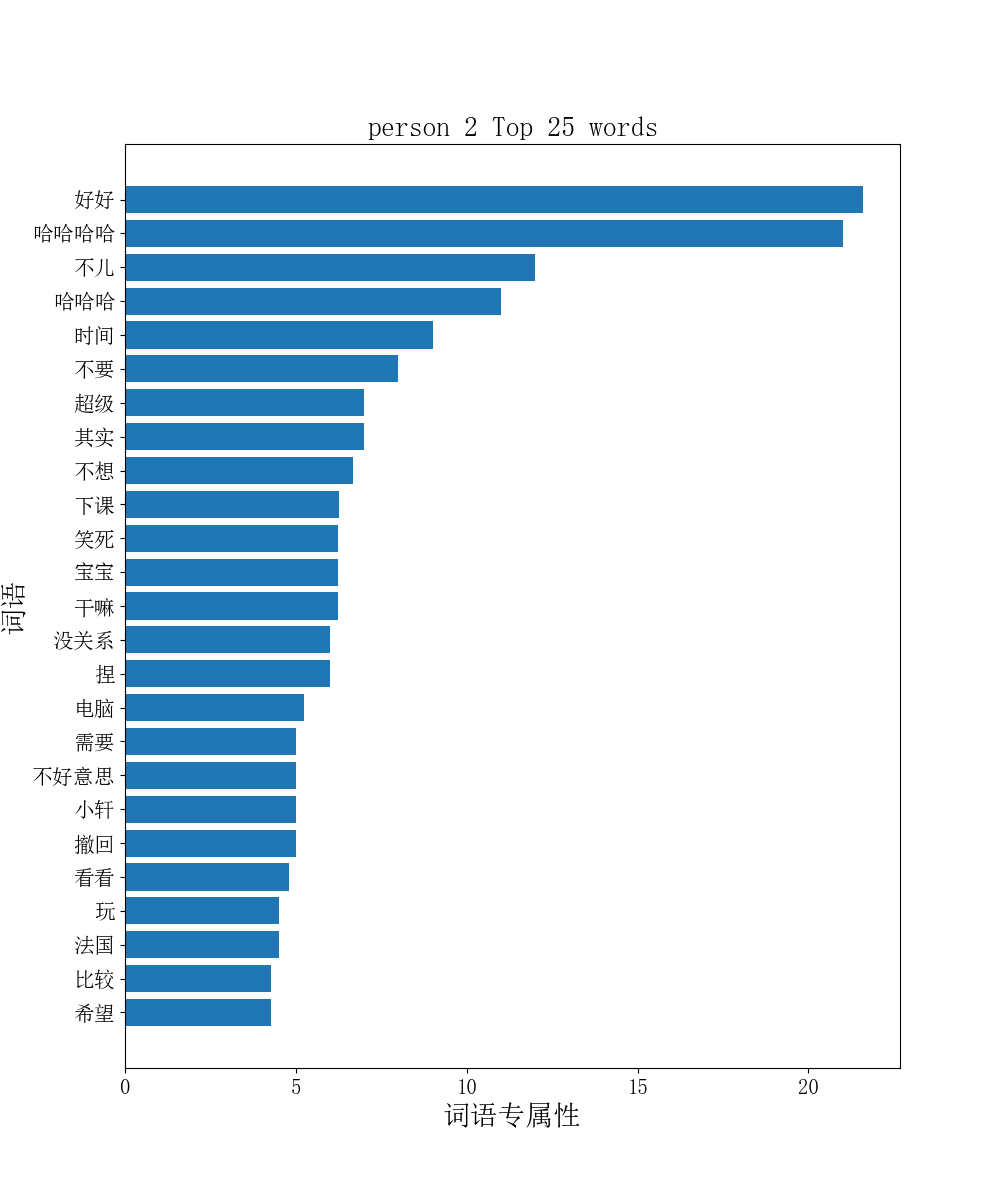 person 2 Top 25 words
好好
哈哈哈哈
不儿
哈哈哈
时间
不要
超级
其实
不想
下课
笑死
宝宝
干嘛
没关系
捏
电脑
需要
不好意思
小轩
撤回
看看
玩
法国
比较
希望
词语
0 5 10 15 20
词语专属性